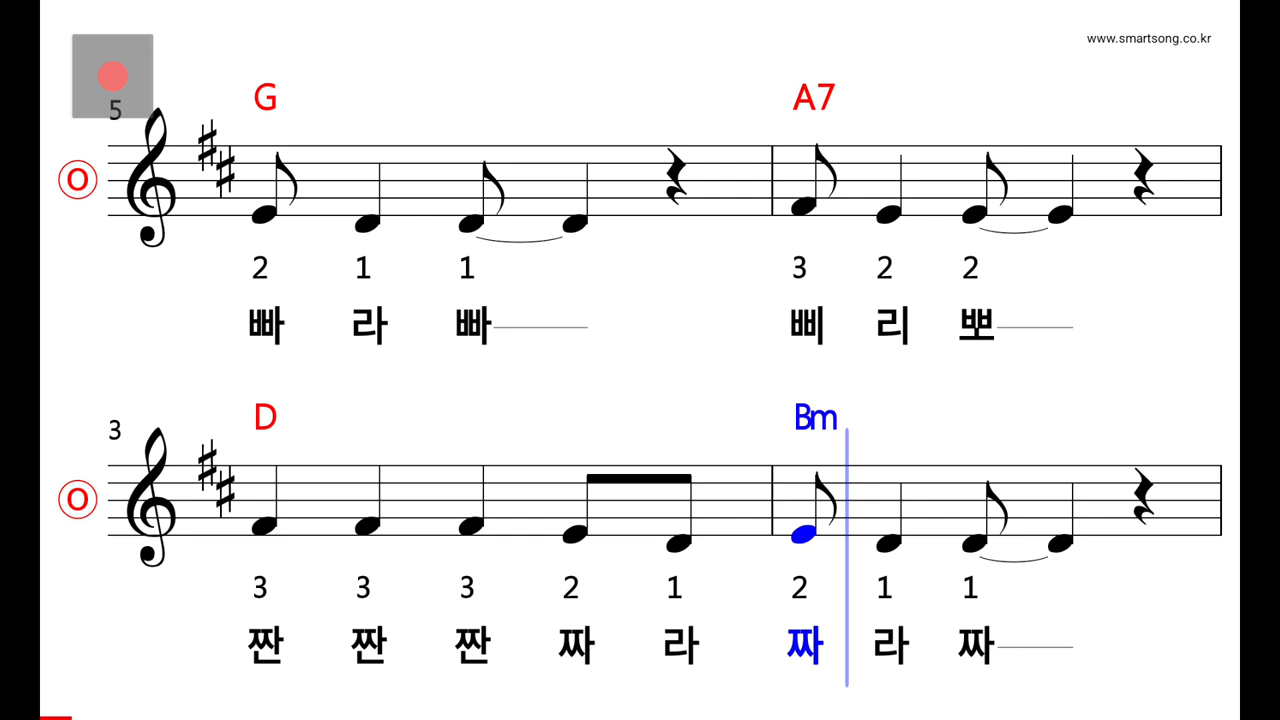 www.smartsong.co.kr
5
G A7
O
2 1 1 3 2 2
빠 라 빠 삐 리 뽀
3
D Bm
O
3 3 3 2 1 2 1 1
짠 짠 짠 짜 라 짜 라 짜